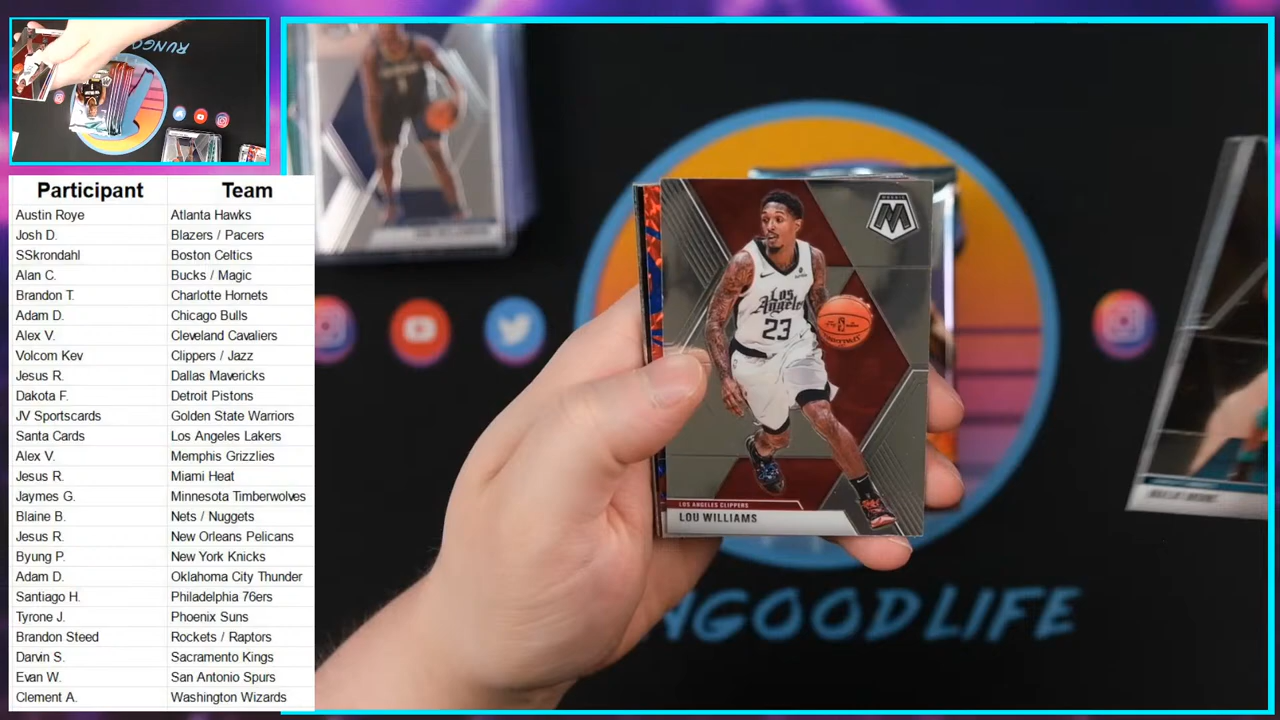 RUNGOODL
Participant Team
Austin Roye Atlanta Hawks
Josh D. Blazers / Pacers
SSkrondahl Boston Celtics
Alan C. Bucks / Magic
Brandon T. Charlotte Hornets
Adam D. Chicago Bulls
Alex V. Cleveland Cavaliers
Volcom Kev Clippers / Jazz
Jesus R. Dallas Mavericks
Dakota F. Detroit Pistons
JV Sportscards Golden State Warriors
Santa Cards Los Angeles Lakers
Alex V. Memphis Grizzlies
Jesus R. Miami Heat
Jaymes G. Minnesota Timberwolves
Blaine B. Nets / Nuggets
Jesus R. New Orleans Pelicans
Byung P. New York Knicks
Adam D. Oklahoma City Thunder
Santiago H. Philadelphia 76ers
Tyrone J. Phoenix Suns
Brandon Steed Rockets / Raptors
Darvin S. Sacramento Kings
Evan W. San Antonio Spurs
Clement A. Washington Wizards
MOSAIC
M
Los
Angeles
23
LOS ANGELES CLIPPERS
LOU WILLIAMS
NGOODLIFE